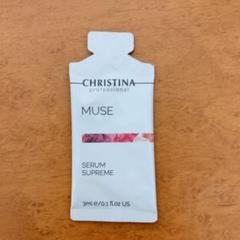 CHRISTINA
professional
MUSE
SERUM
SUPREME
3ml/0.1 fl.oz US